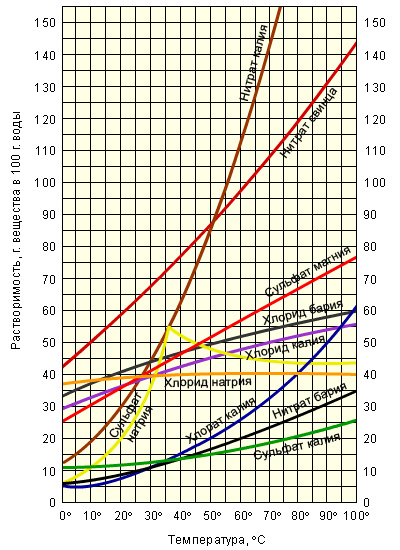 150 150
140 140
130 130
120 120
110 110
100 100
90 90
80 80
70 70
60 60
50 50
40 40
30 30
20 20
10 10
0 0
Растворимость, г. вещества в 100 г. воды
Нитрат калия
Нитрат свинца
Сульфат магния
Хлорид бария
Хлорид калия
Хлорид натрия
Сульфат
натрия
Хлорат калия
Нитрат бария
Сульфат калия
0° 10° 20° 30° 40° 50° 60° 70° 80° 90° 100°
Температура, °C